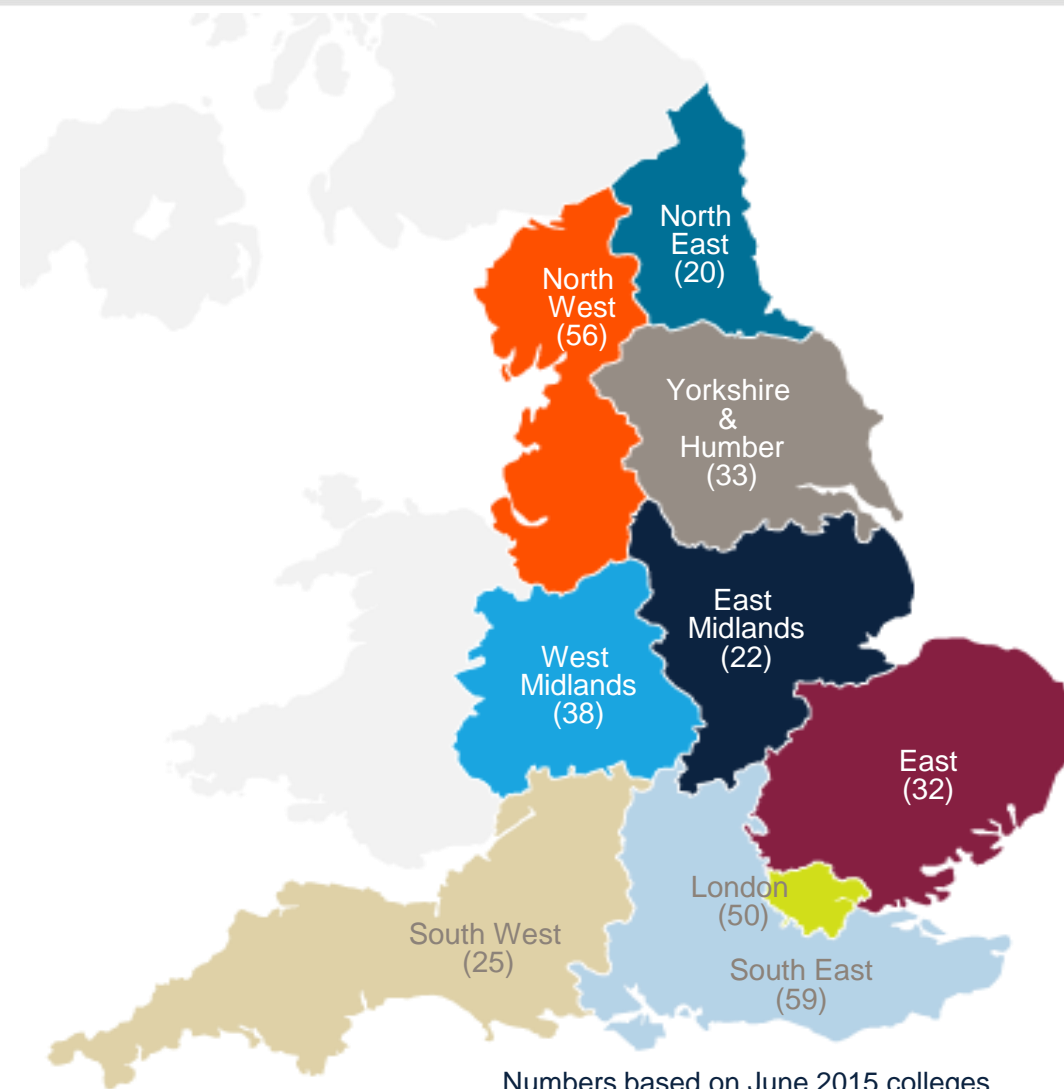 North
East
(20)
North
West
(56)
Yorkshire
&
Humber
(33)
East
Midlands
(22)
West
Midlands
(38)
East
(32)
London
(50)
South West
(25)
South East
(59)
Numbers based on June 2015 colleges